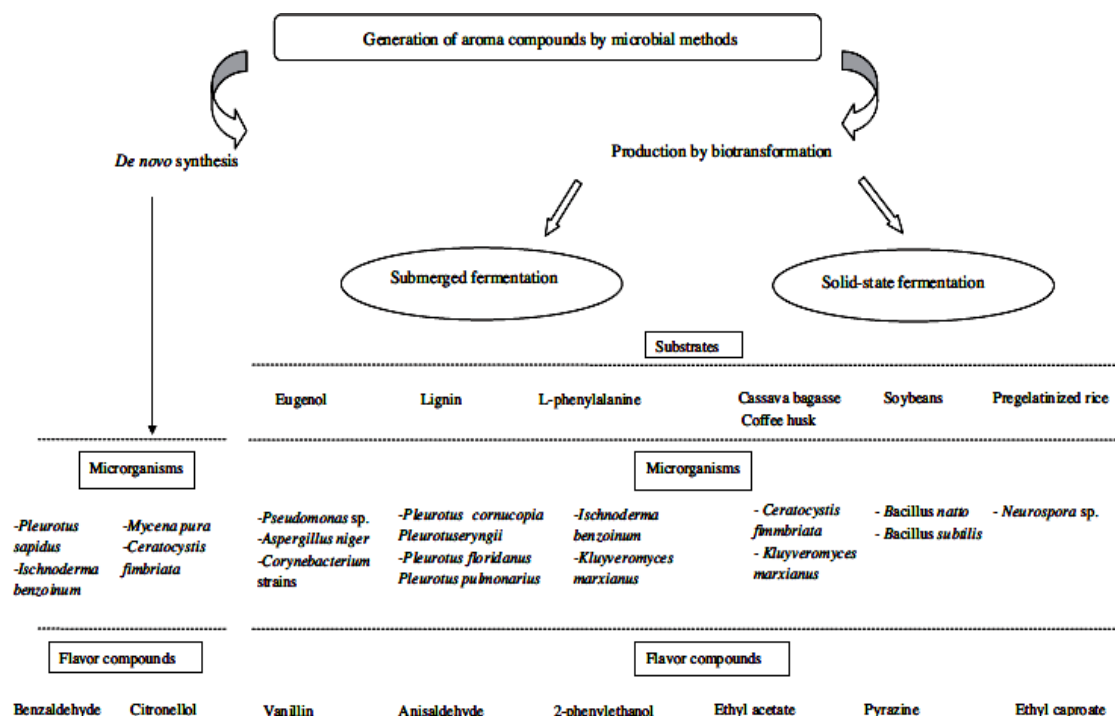 Generation of aroma compounds by microbial methods
De novo synthesis
Production by biotransformation
Submerged fermentation
Solid-state fermentation
Substrates
Eugenol
Lignin
L-phenylalanine
Cassava bagasse
Coffee husk
Soybeans
Pregelatinized rice
Microrganisms
-Pleurotus
sapidus
-Ischnoderma
benzoinum
-Mycena pura
-Ceratocystis
fimbriata
Microrganisms
-Pseudomonas sp.
-Aspergillus niger
-Corynebacterium
strains
-Pleurotus cornucopia
Pleurotuseryngii
-Pleurotus floridanus
Pleurotus pulmonarius
-Ischnoderma
benzoinum
-Kluyveromyces
marxianus
- Ceratocystis
fimmbriata
- Kluyveromyces
marxianus
- Bacillus natto
- Bacillus subtilis
- Neurospora sp.
Flavor compounds
Benzaldehyde
Citronellol
Flavor compounds
Vanillin
Anisaldehyde
2-phenylethanol
Ethyl acetate
Pyrazine
Ethyl caproate